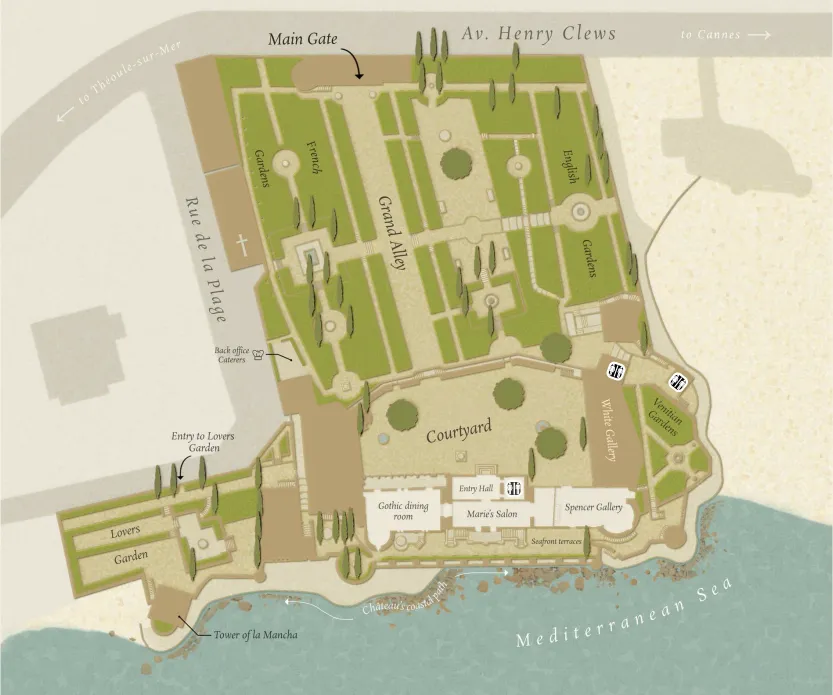 Main Gate
Av. Henry Clews
to Cannes
to Théoule-sur-Mer
Gardens
French
English
Gardens
Grand Alley
Rue de la Plage
Back office
Caterers
Entry to Lovers
Garden
Courtyard
White Gallery
Venitian
Gardens
Entry Hall
Gothic dining
room
Marie's Salon
Spencer Gallery
Seafront terraces
Lovers
Garden
Château's coastal path
Tower of la Mancha
Mediterranean Sea